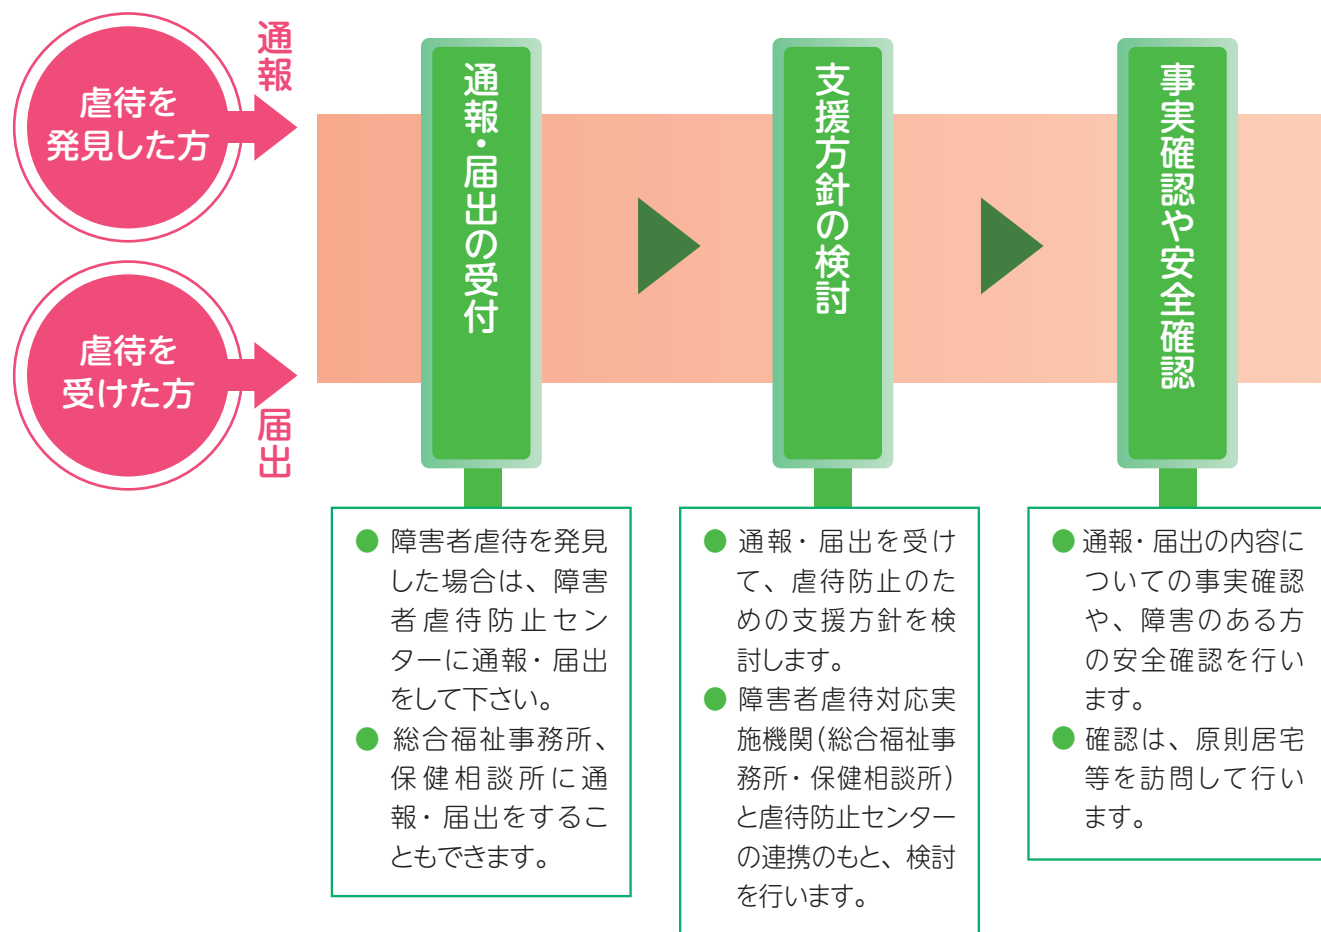 虐待を
発見した方
通報
虐待を
受けた方
届出
通報・届出の受付
支援方針の検討
事実確認や安全確認
● 障害者虐待を発見
した場合は、障害
者虐待防止セン
ターに通報・届出
をして下さい。
● 総合福祉事務所、
保健相談所に通
報・届出をするこ
ともできます。
● 通報・届出を受け
て、虐待防止のた
めの支援方針を検
討します。
● 障害者虐待対応実
施機関(総合福祉事
務所・保健相談所)
と虐待防止センター
の連携のもと、検討
を行います。
● 通報・届出の内容に
ついての事実確認
や、障害のある方
の安全確認を行い
ます。
● 確認は、原則居宅
等を訪問して行い
ます。